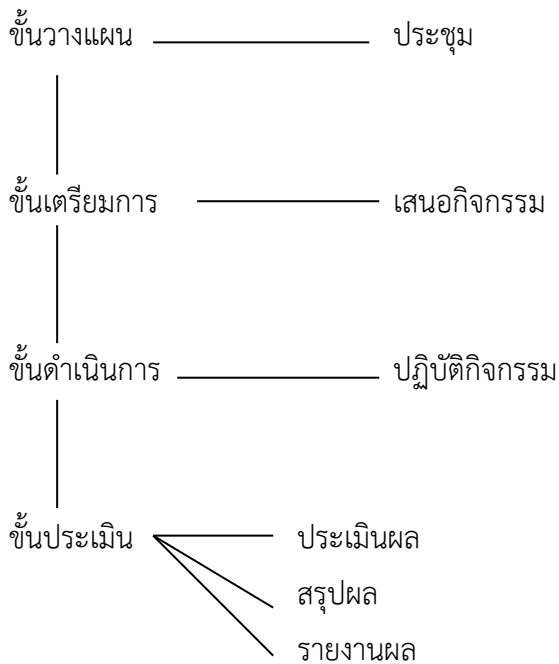 ขั้นวางแผน ประชุม
ขั้นเตรียมการ เสนอกิจกรรม
ขั้นดำเนินการ ปฏิบัติกิจกรรม
ขั้นประเมิน ประเมินผล
สรุปผล
รายงานผล